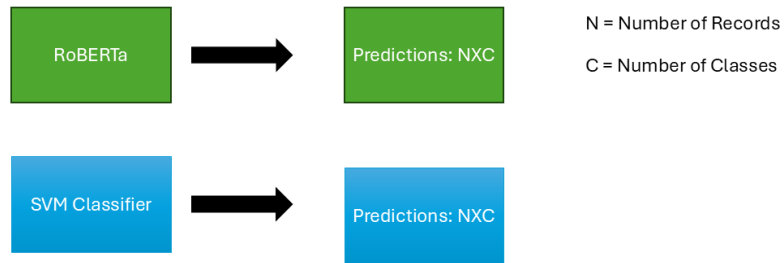 RoBERTa
Predictions: NXC
N = Number of Records
C = Number of Classes
SVM Classifier
Predictions: NXC